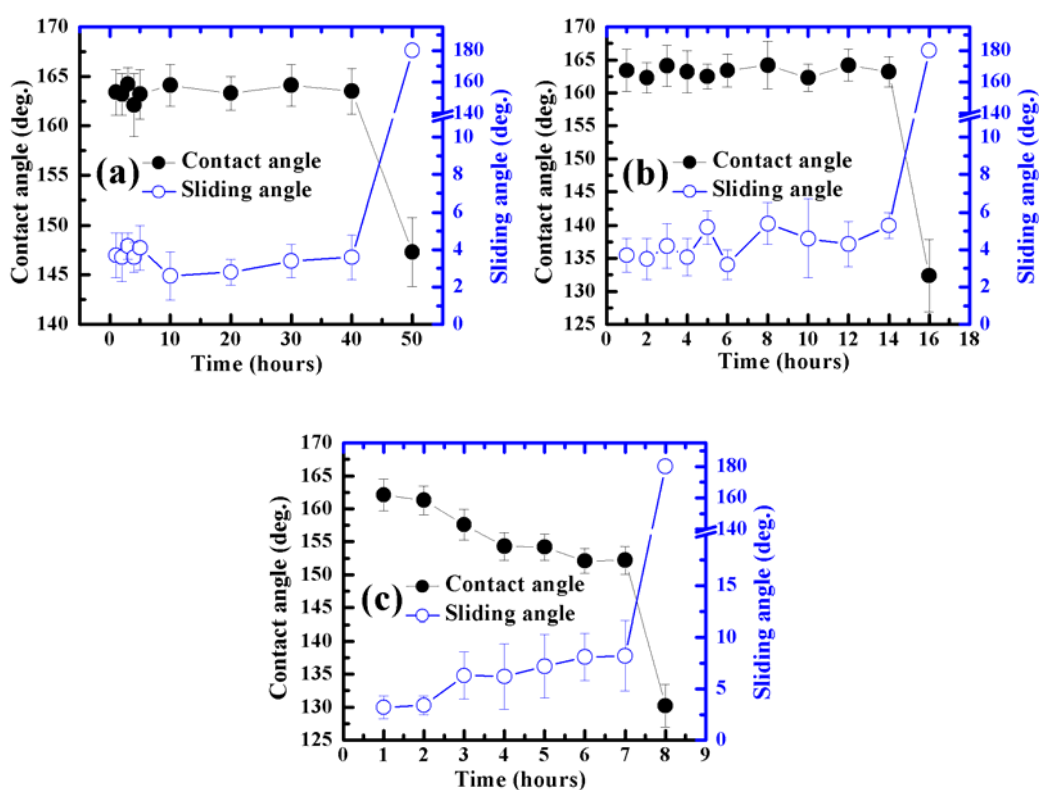 170
165
160
155
150
145
140
Contact angle (deg.)
(a)
Contact angle
Sliding angle
180
160
140
10
8
6
4
2
0
Sliding angle (deg.)
0 10 20 30 40 50
Time (hours)
170
165
160
155
150
145
140
135
130
125
Contact angle (deg.)
(b)
Contact angle
Sliding angle
180
160
140
10
8
6
4
2
0
Sliding angle (deg.)
0 2 4 6 8 10 12 14 16 18
Time (hours)
170
165
160
155
150
145
140
135
130
125
Contact angle (deg.)
(c)
Contact angle
Sliding angle
180
160
140
15
10
5
0
Sliding angle (deg.)
0 1 2 3 4 5 6 7 8 9
Time (hours)